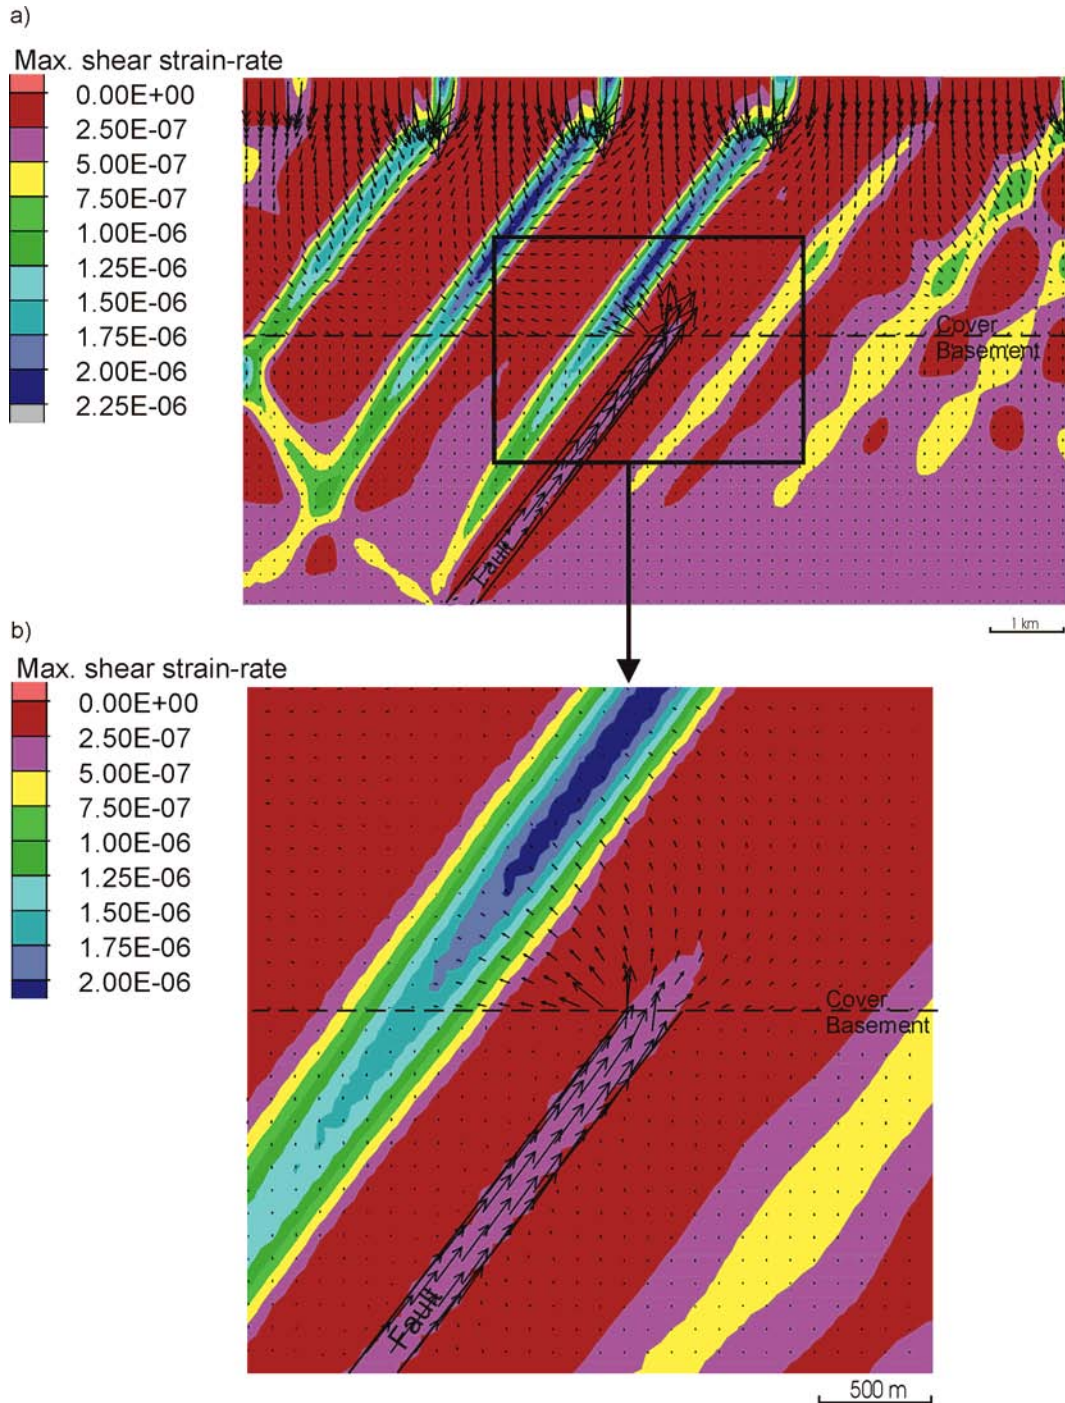 a)
Max. shear strain-rate
0.00E+00
2.50E-07
5.00E-07
7.50E-07
1.00E-06
1.25E-06
1.50E-06
1.75E-06
2.00E-06
2.25E-06
Cover
Basement
Fault
1 km
b)
Max. shear strain-rate
0.00E+00
2.50E-07
5.00E-07
7.50E-07
1.00E-06
1.25E-06
1.50E-06
1.75E-06
2.00E-06
Cover
Basement
Fault
500 m